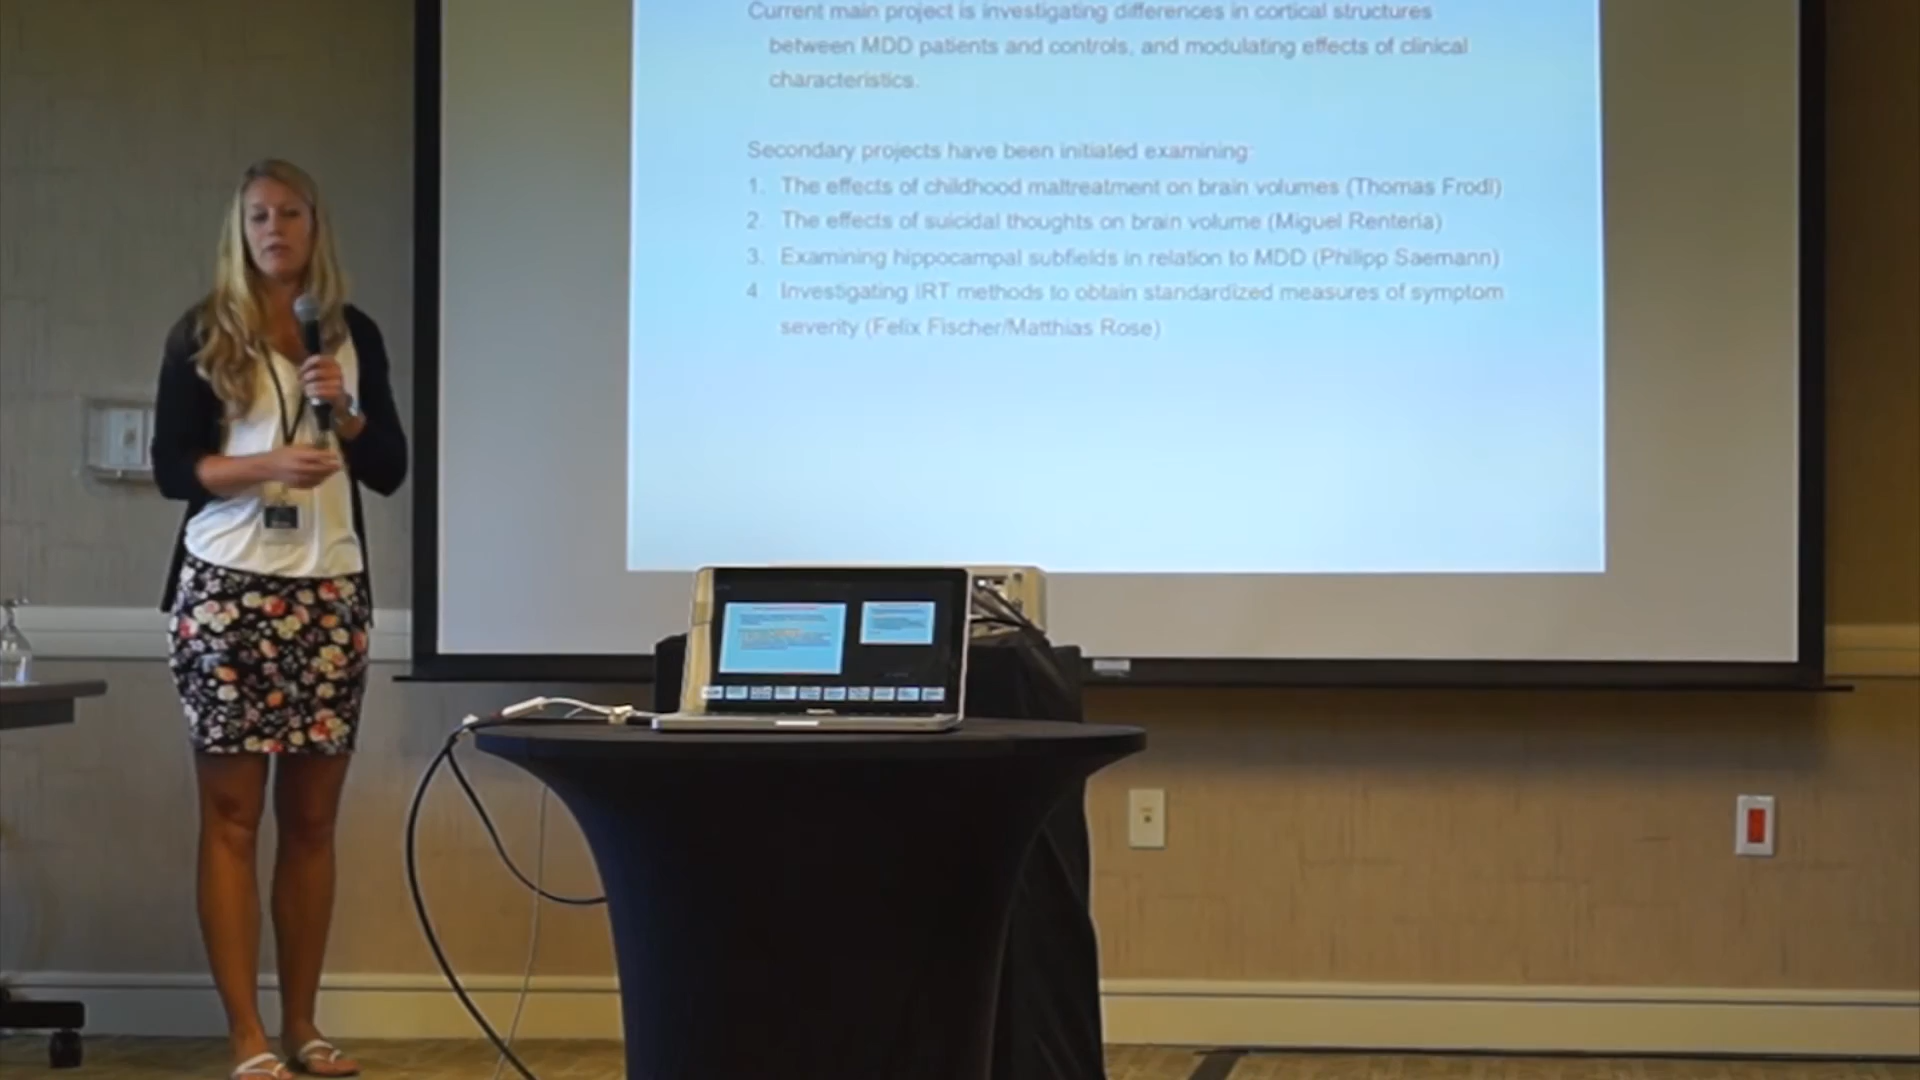 Current main project is investigating differences in cortical structures
between MDD patients and controls, and modulating effects of clinical
characteristics.
Secondary projects have been initiated examining:
1. The effects of childhood maltreatment on brain volumes (Thomas Frodl)
2. The effects of suicidal thoughts on brain volume (Miguel Renteria)
3. Examining hippocampal subfields in relation to MDD (Philipp Saemann)
4 Investigating IRT methods to obtain standardized measures of symptom
severity (Felix Fischer/Matthias Rose)